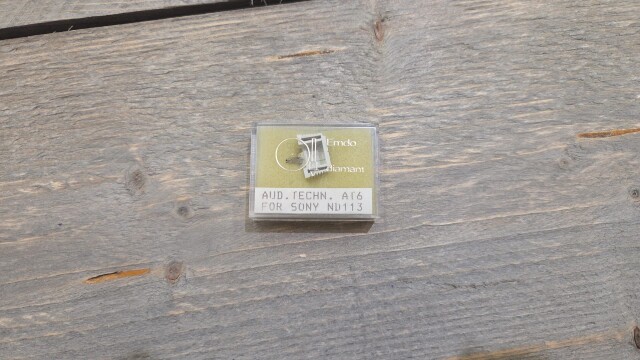 Emdo
diamant
AUD.TECHN. AT6
FOR SONY ND113